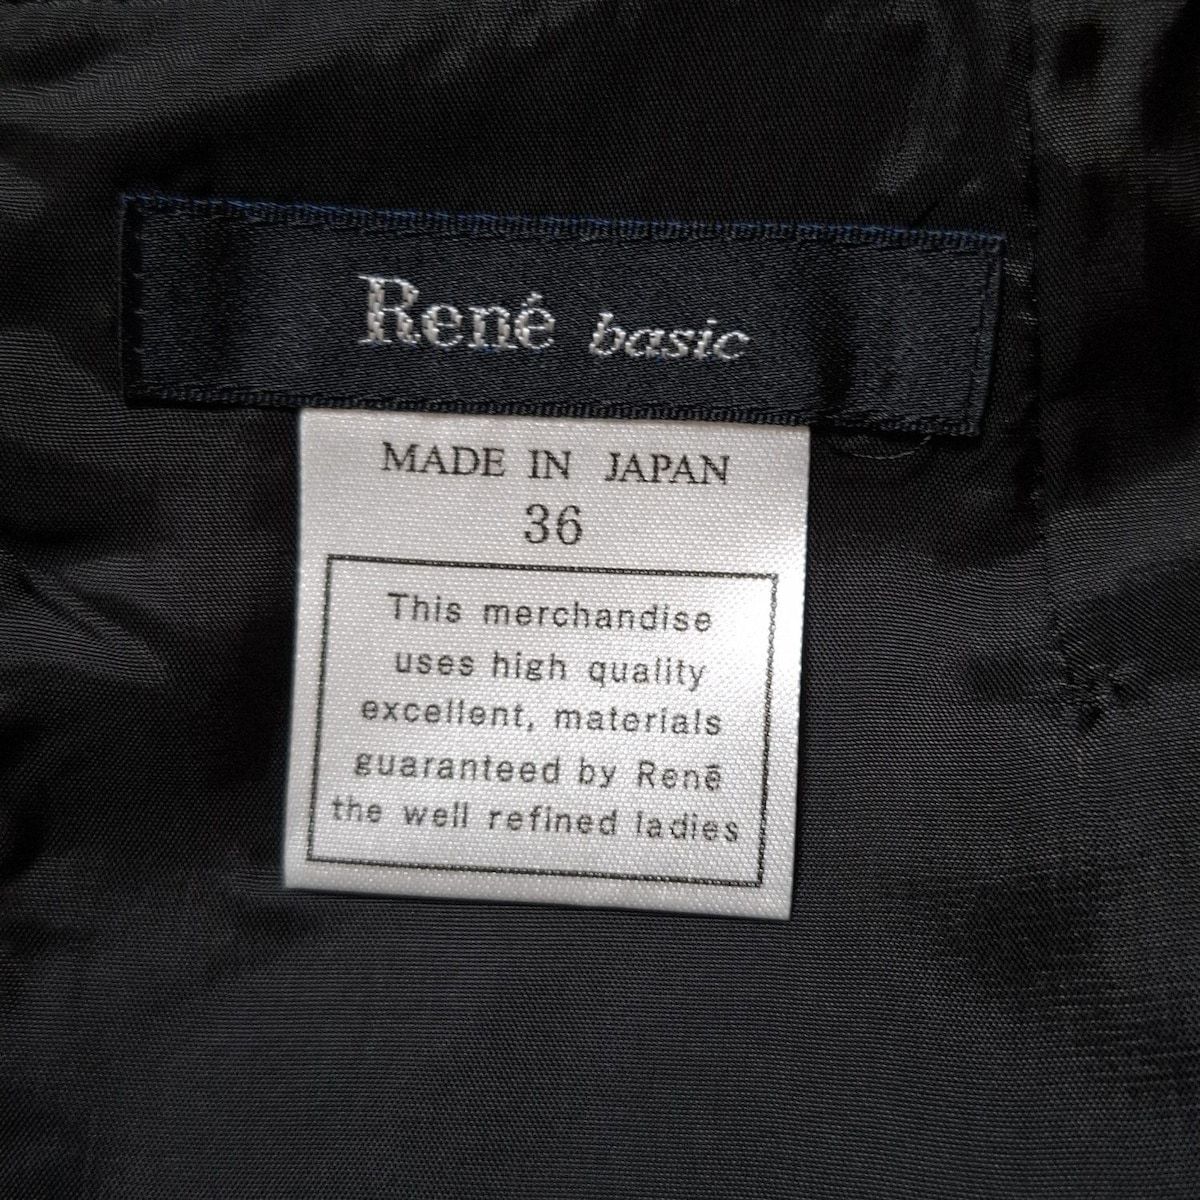 René basic
MADE IN JAPAN
36
This merchandise
uses high quality
excellent, materials
guaranteed by Renē
the well refined ladies